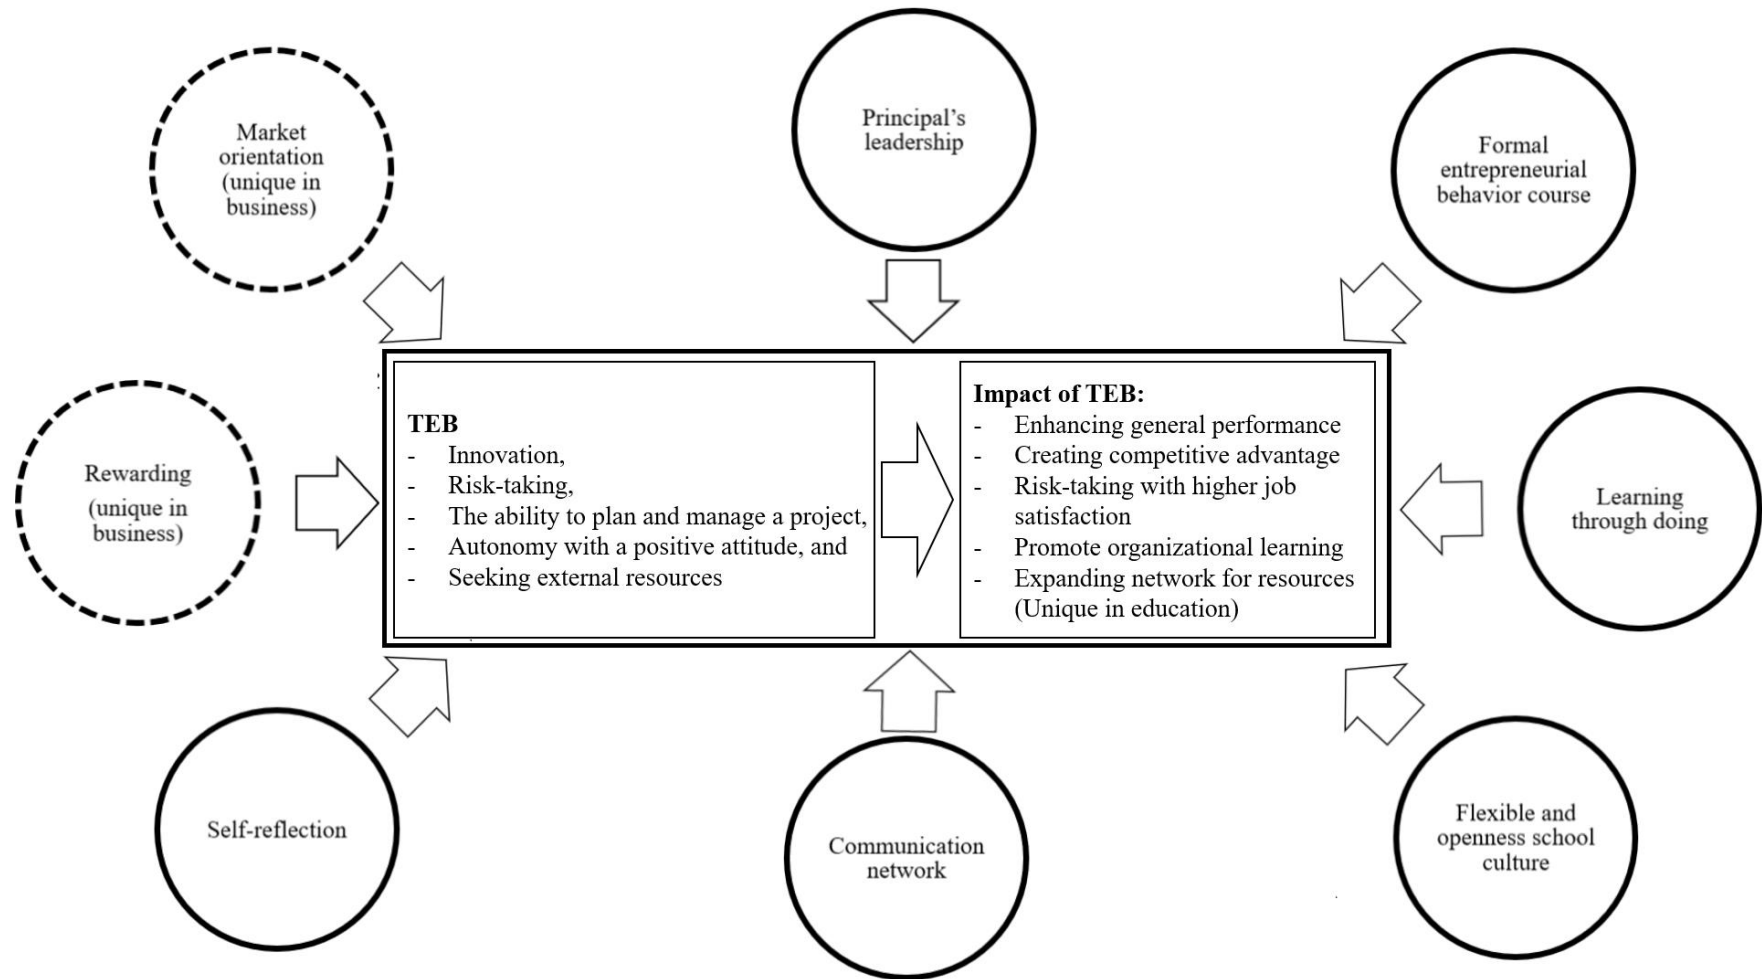 Market
orientation
(unique in
business)
Principal’s
leadership
Formal
entrepreneurial
behavior course
Rewarding
(unique in
business)
TEB
- Innovation,
- Risk-taking,
- The ability to plan and manage a project,
- Autonomy with a positive attitude, and
- Seeking external resources
Impact of TEB:
- Enhancing general performance
- Creating competitive advantage
- Risk-taking with higher job
satisfaction
- Promote organizational learning
- Expanding network for resources
(Unique in education)
Learning
through doing
Self-reflection
Communication
network
Flexible and
openness school
culture